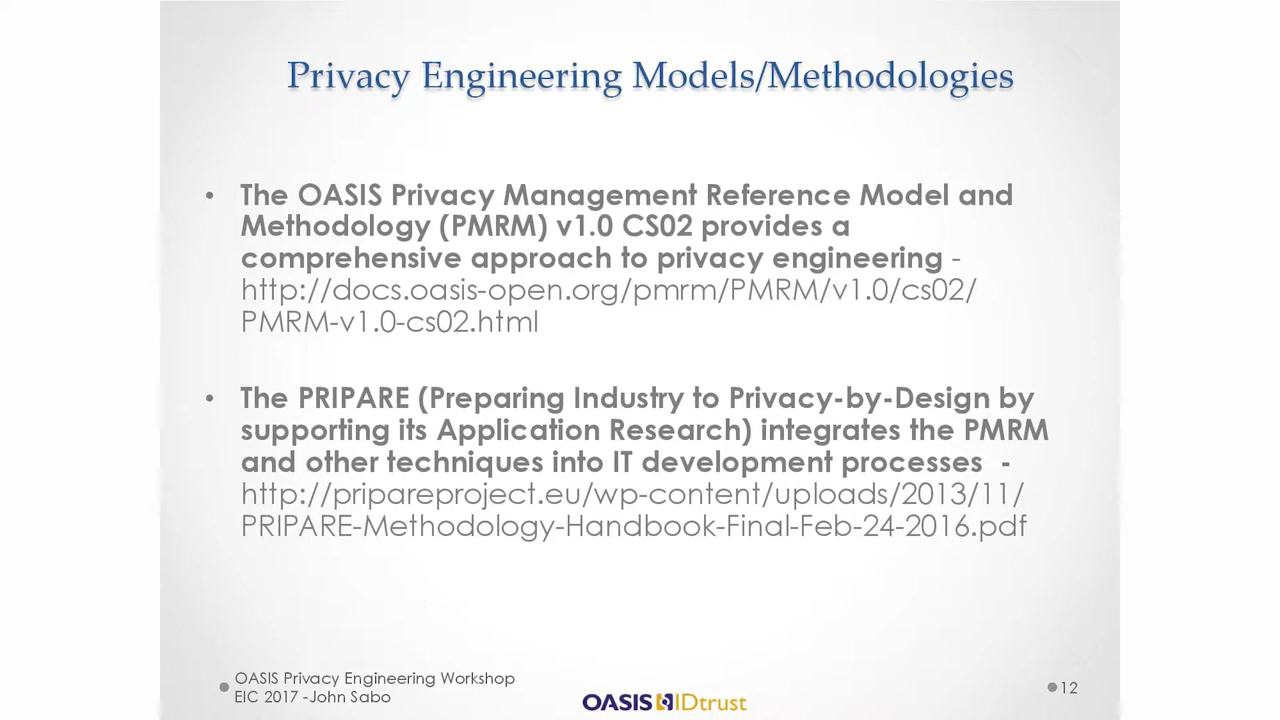 Privacy Engineering Models/Methodologies
• The OASIS Privacy Management Reference Model and
Methodology (PMRM) v1.0 CS02 provides a
comprehensive approach to privacy engineering -
http://docs.oasis-open.org/pmrm/PMRM/v1.0/cs02/
PMRM-v1.0-cs02.html
• The PRIPARE (Preparing Industry to Privacy-by-Design by
supporting its Application Research) integrates the PMRM
and other techniques into IT development processes -
http://pripareproject.eu/wp-content/uploads/2013/11/
PRIPARE-Methodology-Handbook-Final-Feb-24-2016.pdf
OASIS Privacy Engineering Workshop
EIC 2017 -John Sabo
OASIS IDtrust
12